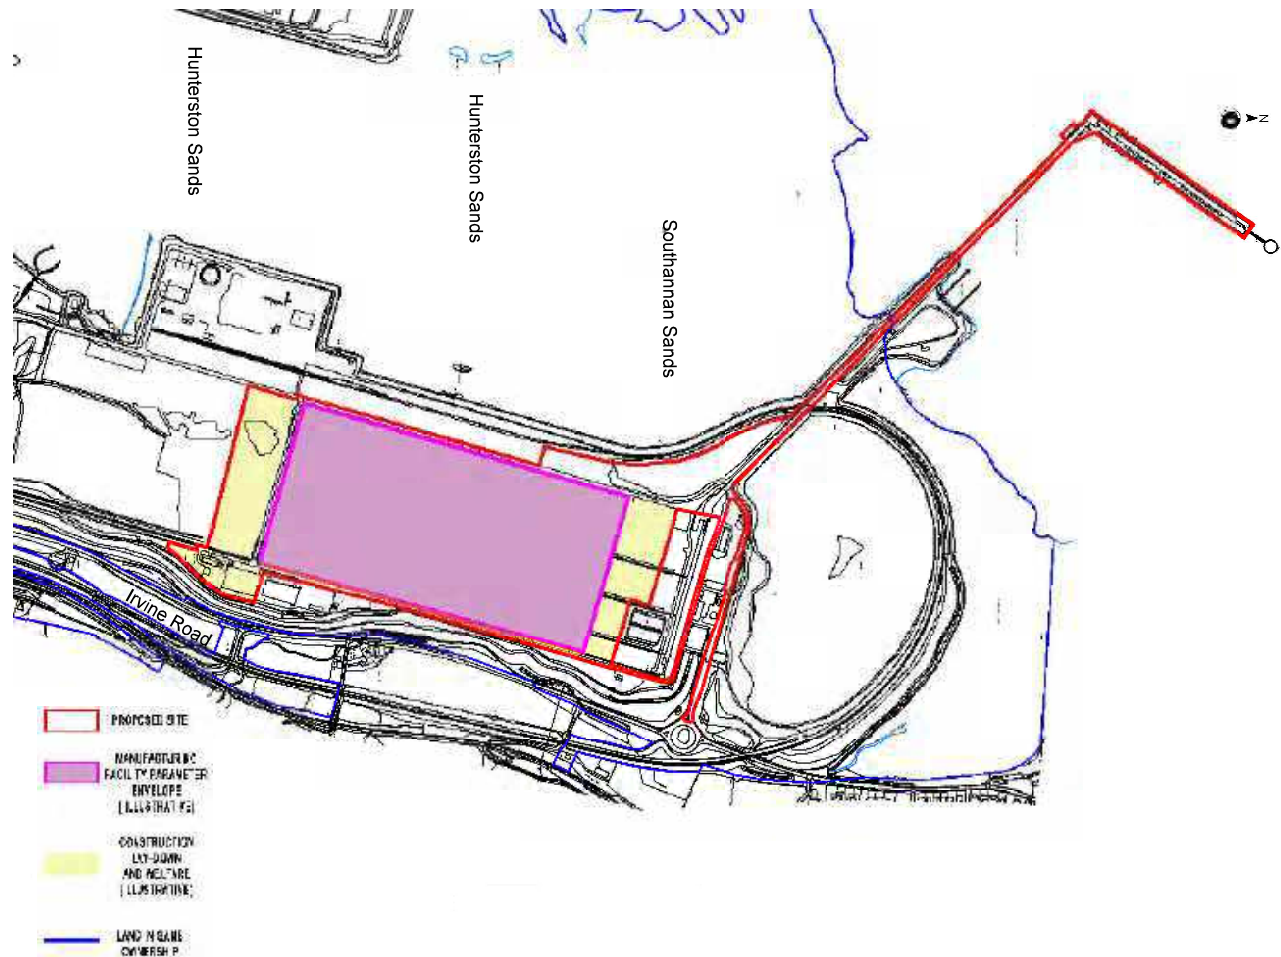 Hunterston Sands
Hunterston Sands
Southannan Sands
N
Irvine Road
PROPOSED SITE
MANUFACTURING
FACILITY PARAMETER
ENVELOPE
(ILLUSTRATIVE)
CONSTRUCTION
LAY-DOWN
AND WELFARE
(ILLUSTRATIVE)
LAND IN SAME
OWNERSHIP